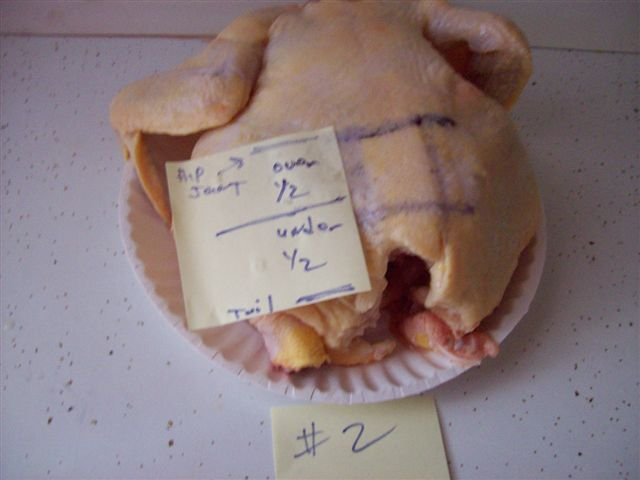 Hip
Joint
over
1/2
under
1/2
Tail
#2